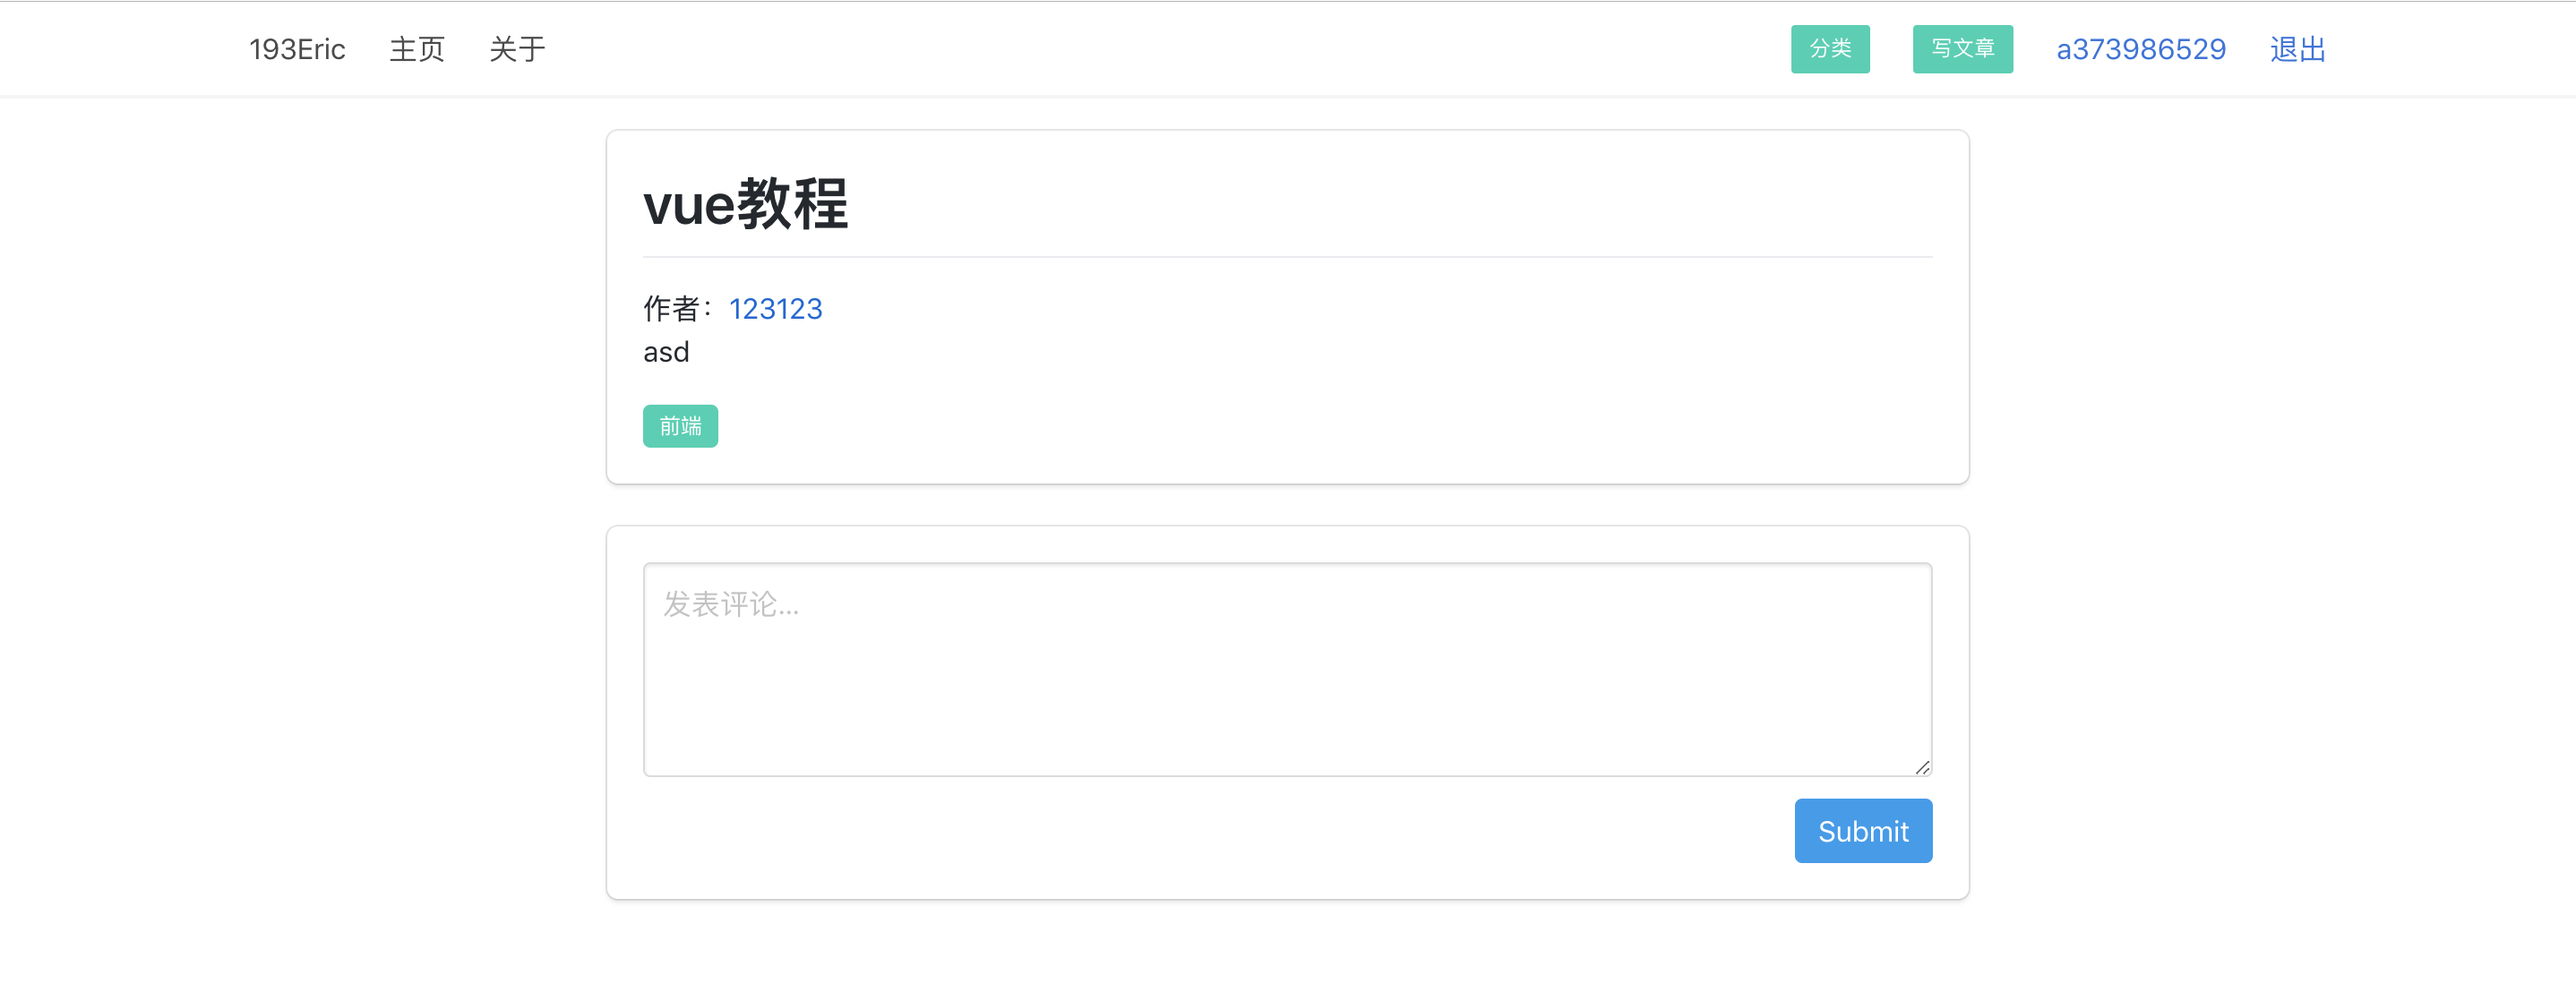 193Eric 主页 关于 分类 写文章 a373986529 退出
vue教程
作者：123123
asd
前端
发表评论...
Submit